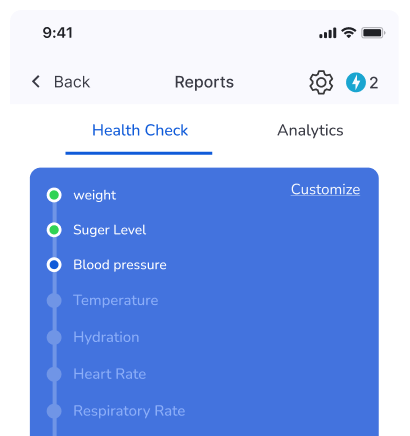 9:41
Back Reports 2
Health Check Analytics
weight Customize
Suger Level
Blood pressure
Temperature
Hydration
Heart Rate
Respiratory Rate